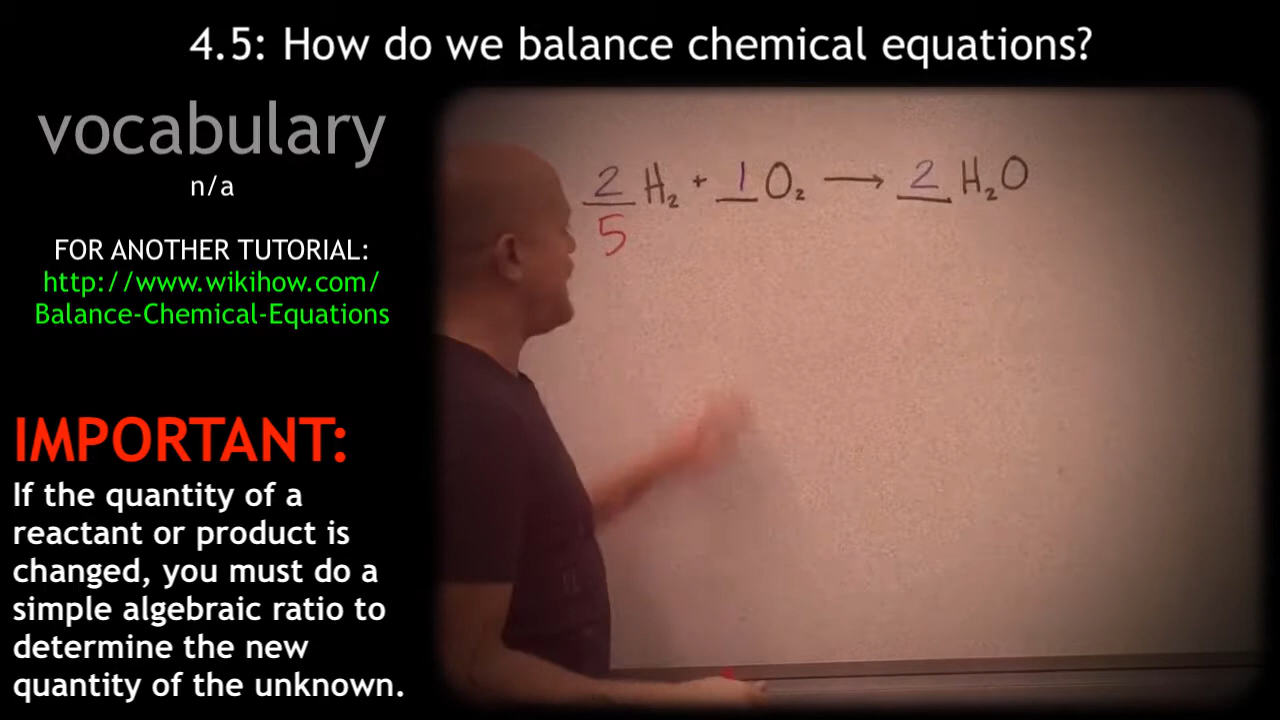 4.5: How do we balance chemical equations?
vocabulary
n/a
FOR ANOTHER TUTORIAL:
http://www.wikihow.com/
Balance-Chemical-Equations
IMPORTANT:
If the quantity of a
reactant or product is
changed, you must do a
simple algebraic ratio to
determine the new
quantity of the unknown.
2 H₂ + 1 O₂ → 2 H₂O
5